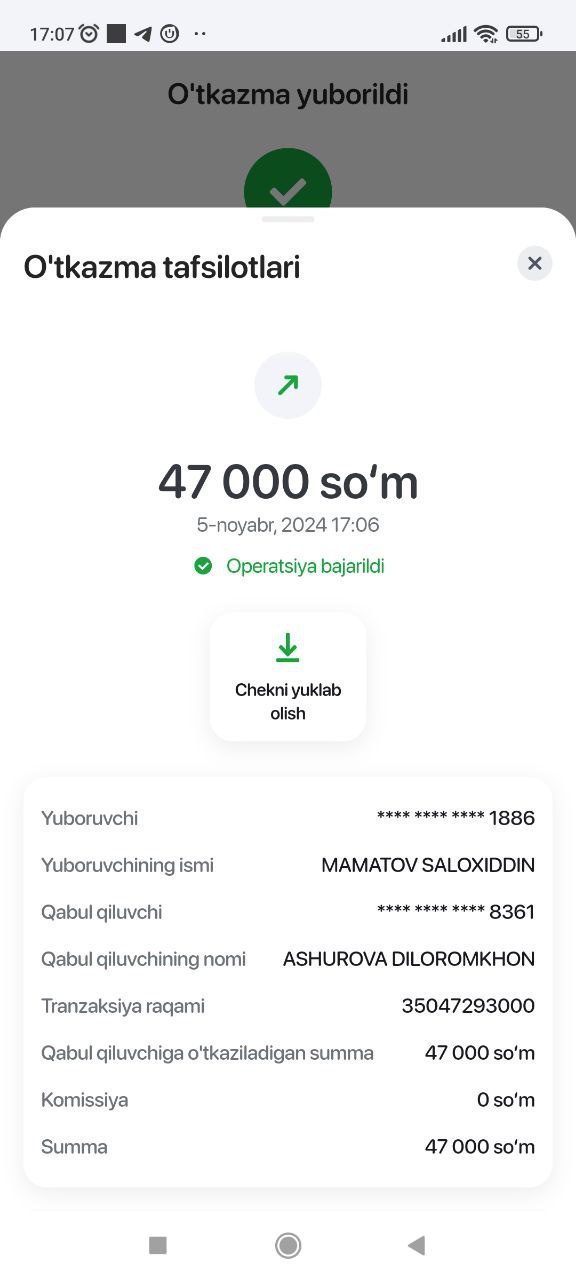 17:07
55
O'tkazma yuborildi
O'tkazma tafsilotlari
47 000 so‘m
5-noyabr, 2024 17:06
Operatsiya bajarildi
Chekni yuklab
olish
Yuboruvchi **** **** **** 1886
Yuboruvchining ismi MAMATOV SALOXIDDIN
Qabul qiluvchi **** **** **** 8361
Qabul qiluvchining nomi ASHUROVA DILOROMKHON
Tranzaksiya raqami 35047293000
Qabul qiluvchiga o'tkaziladigan summa 47 000 so‘m
Komissiya 0 so‘m
Summa 47 000 so‘m